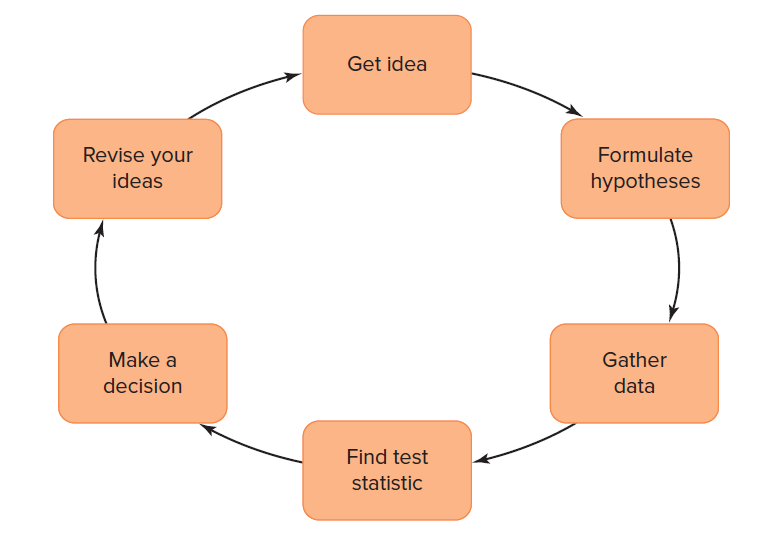 Get idea
Formulate
hypotheses
Gather
data
Find test
statistic
Make a
decision
Revise your
ideas